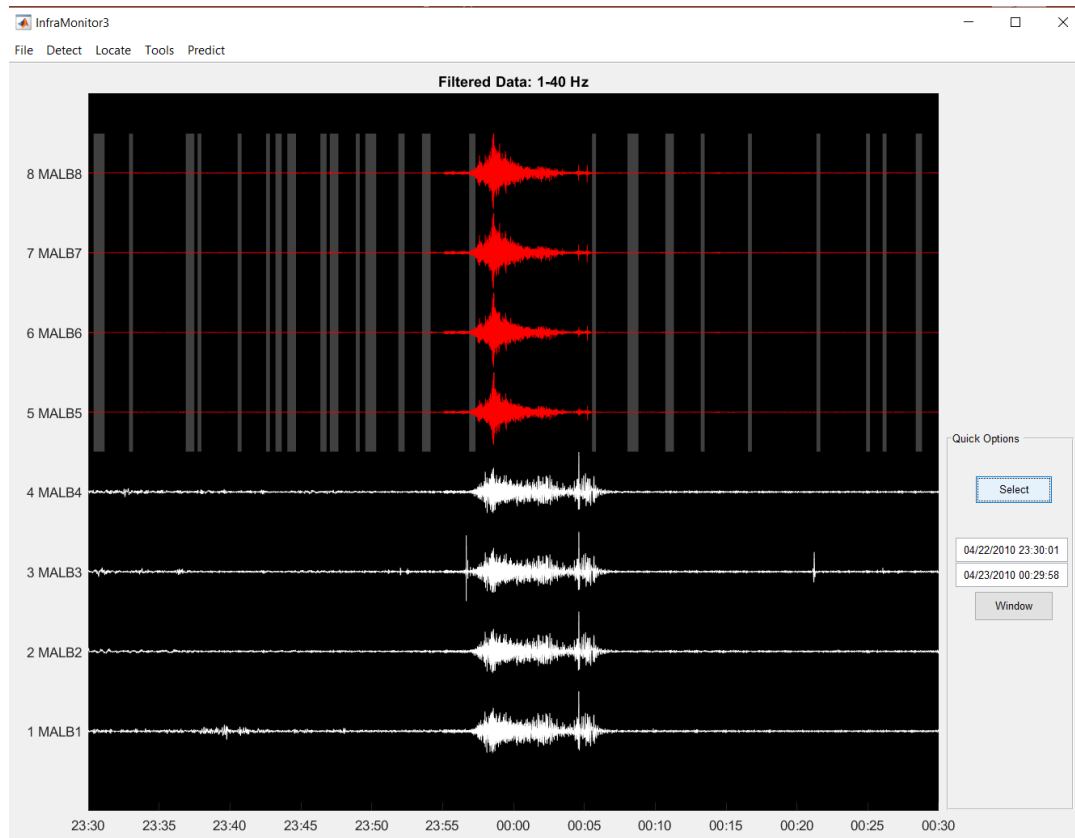 InfraMonitor3
File Detect Locate Tools Predict
Filtered Data: 1-40 Hz
8 MALB8
7 MALB7
6 MALB6
5 MALB5
4 MALB4
3 MALB3
2 MALB2
1 MALB1
23:30 23:35 23:40 23:45 23:50 23:55 00:00 00:05 00:10 00:15 00:20 00:25 00:30
Quick Options
Select
04/22/2010 23:30:01
04/23/2010 00:29:58
Window